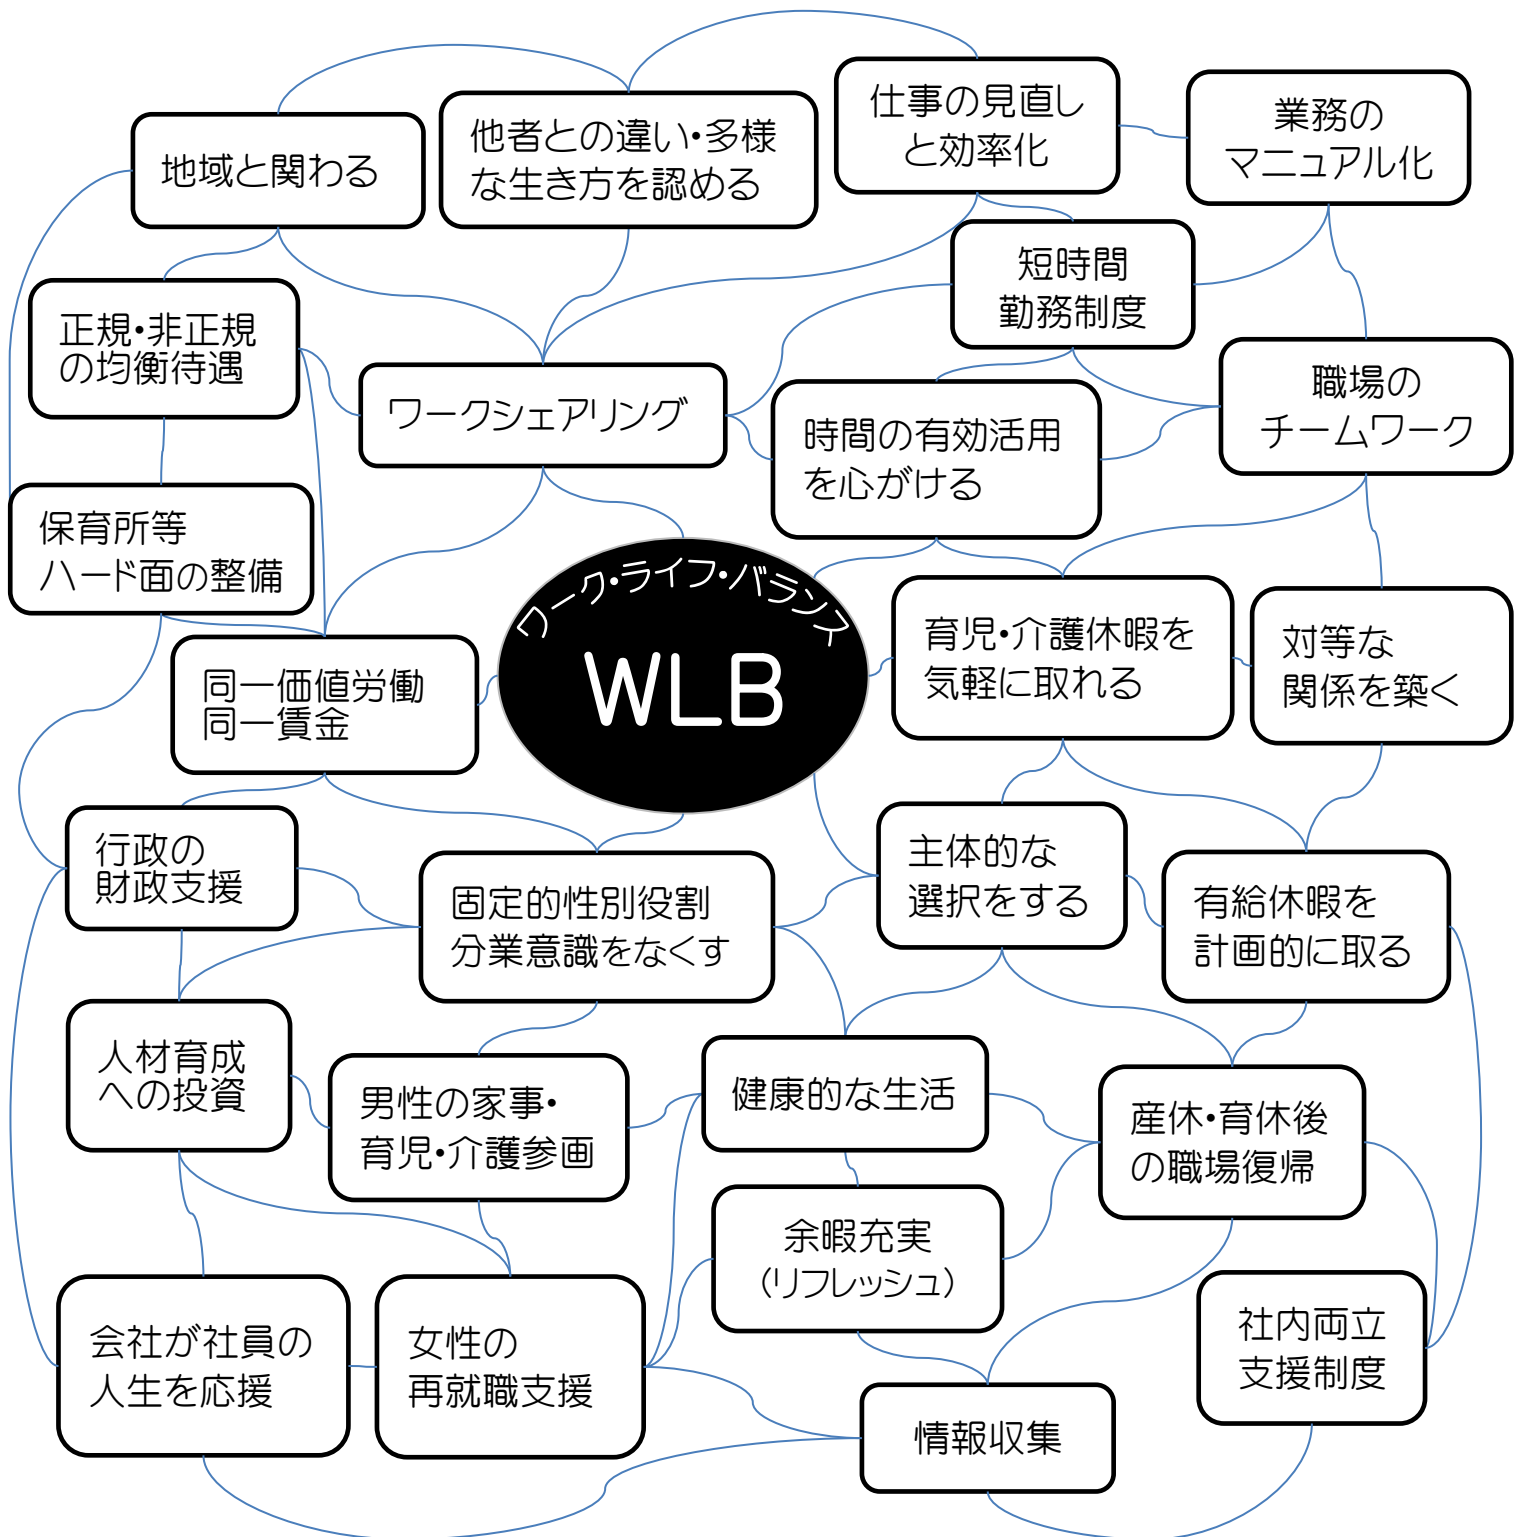 仕事の見直し
と効率化
業務の
マニュアル化
他者との違い・多様
な生き方を認める
地域と関わる
短時間
勤務制度
正規・非正規
の均衡待遇
ワークシェアリング
職場の
チームワーク
時間の有効活用
を心がける
保育所等
ハード面の整備
ワーク・ライフ・バランス
WLB
育児・介護休暇を
気軽に取れる
対等な
関係を築く
同一価値労働
同一賃金
行政の
財政支援
固定的性別役割
分業意識をなくす
主体的な
選択をする
有給休暇を
計画的に取る
人材育成
への投資
男性の家事・
育児・介護参画
健康的な生活
産休・育休後
の職場復帰
余暇充実
（リフレッシュ）
会社が社員の
人生を応援
女性の
再就職支援
社内両立
支援制度
情報収集